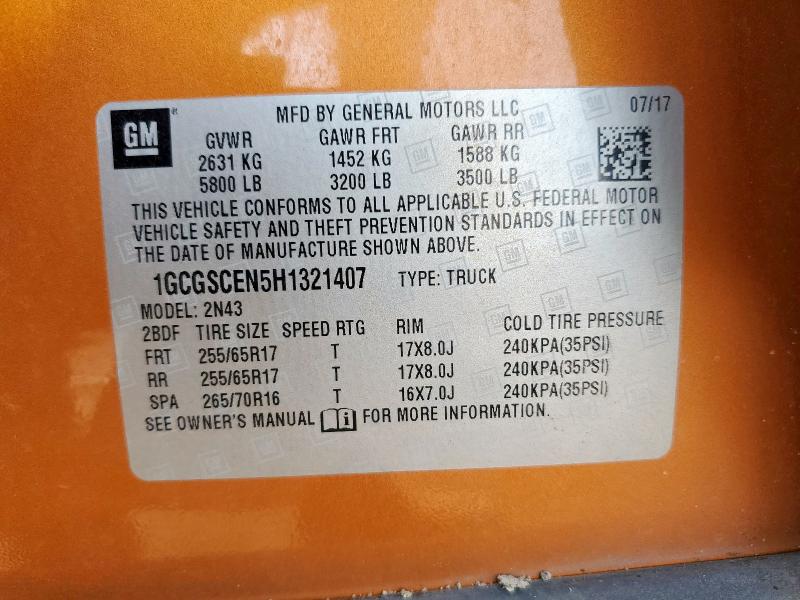 GM
MFD BY GENERAL MOTORS LLC 07/17
GVWR GAWR FRT GAWR RR
2631 KG 1452 KG 1588 KG
5800 LB 3200 LB 3500 LB
THIS VEHICLE CONFORMS TO ALL APPLICABLE U.S. FEDERAL MOTOR
VEHICLE SAFETY AND THEFT PREVENTION STANDARDS IN EFFECT ON
THE DATE OF MANUFACTURE SHOWN ABOVE.
1GCGSCEN5H1321407 TYPE: TRUCK
MODEL: 2N43
2BDF TIRE SIZE SPEED RTG RIM COLD TIRE PRESSURE
FRT 255/65R17 T 17X8.0J 240KPA(35PSI)
RR 255/65R17 T 17X8.0J 240KPA(35PSI)
SPA 265/70R16 T 16X7.0J 240KPA(35PSI)
SEE OWNER'S MANUAL i FOR MORE INFORMATION.